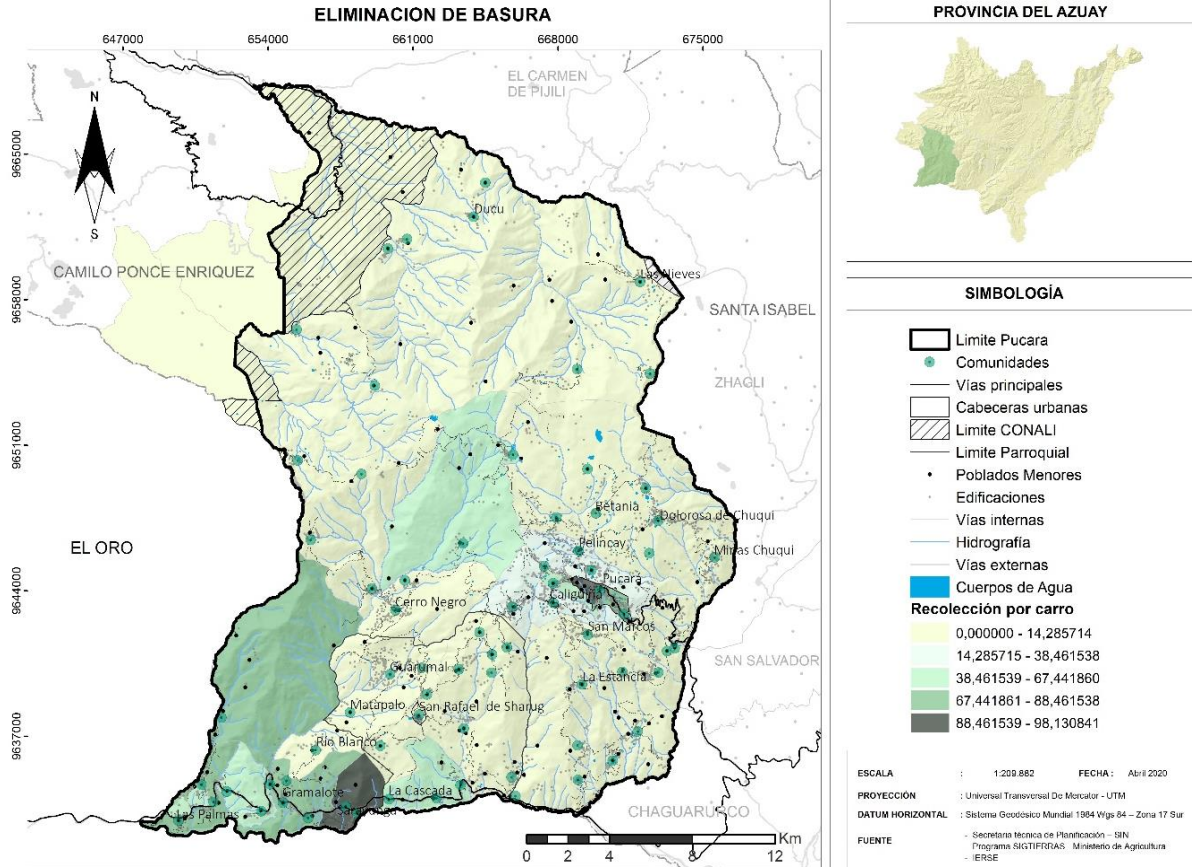 ELIMINACION DE BASURA
647000 654000 661000 668000 675000
EL CARMEN
DE PIJILI
N
S
9665000
9658000
9651000
9644000
9637000
Ducu
CAMILO PONCE ENRIQUEZ
Las Nieves
SANTA ISABEL
ZHAGLI
Betania
Dolorosa de Chuqui
EL ORO
Pelincay
Minas Chuqui
Pucara
Cerro Negro
Caliguiña
San Marcos
SAN SALVADOR
Guarumal
La Estancia
Matapalo
San Rafael de Sharug
Rio Blanco
Gramalote
La Cascada
Las Palmas
CHAGUARURCO
Km
0 2 4 8 12
PROVINCIA DEL AZUAY
SIMBOLOGÍA
Limite Pucara
Comunidades
Vías principales
Cabeceras urbanas
Limite CONALI
Limite Parroquial
Poblados Menores
Edificaciones
Vías internas
Hidrografía
Vías externas
Cuerpos de Agua
Recolección por carro
0,000000 - 14,285714
14,285715 - 38,461538
38,461539 - 67,441860
67,441861 - 88,461538
88,461539 - 98,130841
ESCALA : 1:209.882 FECHA : Abril 2020
PROYECCIÓN : Universal Transversal De Mercator - UTM
DATUM HORIZONTAL : Sistema Geodésico Mundial 1984 Wgs 84 – Zona 17 Sur
FUENTE - Secretaria técnica de Planificación – SIN
Programa SIGTIERRAS Ministerio de Agricultura
- IERSE